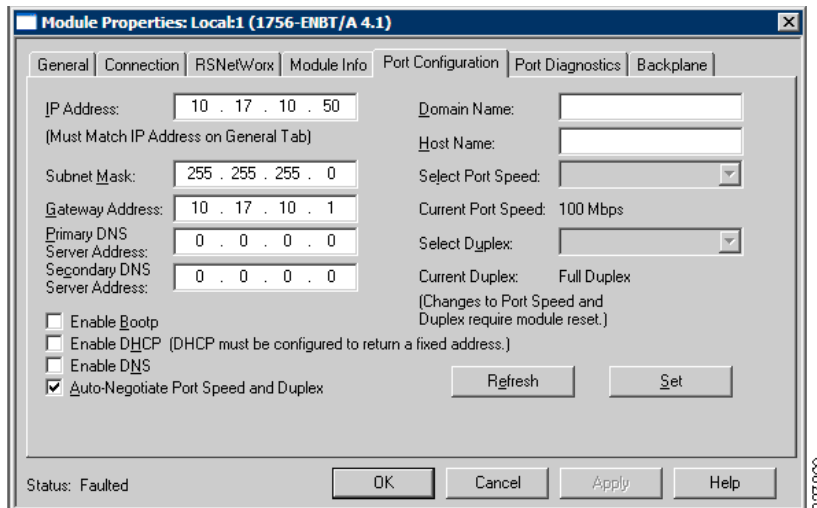 Module Properties: Local:1 (1756-ENBT/A 4.1)
General
Connection
RSNetWorx
Module Info
Port Configuration
Port Diagnostics
Backplane
IP Address: 10 . 17 . 10 . 50
(Must Match IP Address on General Tab)
Subnet Mask: 255 . 255 . 255 . 0
Gateway Address: 10 . 17 . 10 . 1
Primary DNS
Server Address: 0 . 0 . 0 . 0
Secondary DNS
Server Address: 0 . 0 . 0 . 0
Enable Bootp
Enable DHCP (DHCP must be configured to return a fixed address.)
Enable DNS
Auto-Negotiate Port Speed and Duplex
Domain Name:
Host Name:
Select Port Speed:
Current Port Speed: 100 Mbps
Select Duplex:
Current Duplex: Full Duplex
(Changes to Port Speed and
Duplex require module reset.)
Refresh
Set
Status: Faulted
OK
Cancel
Apply
Help